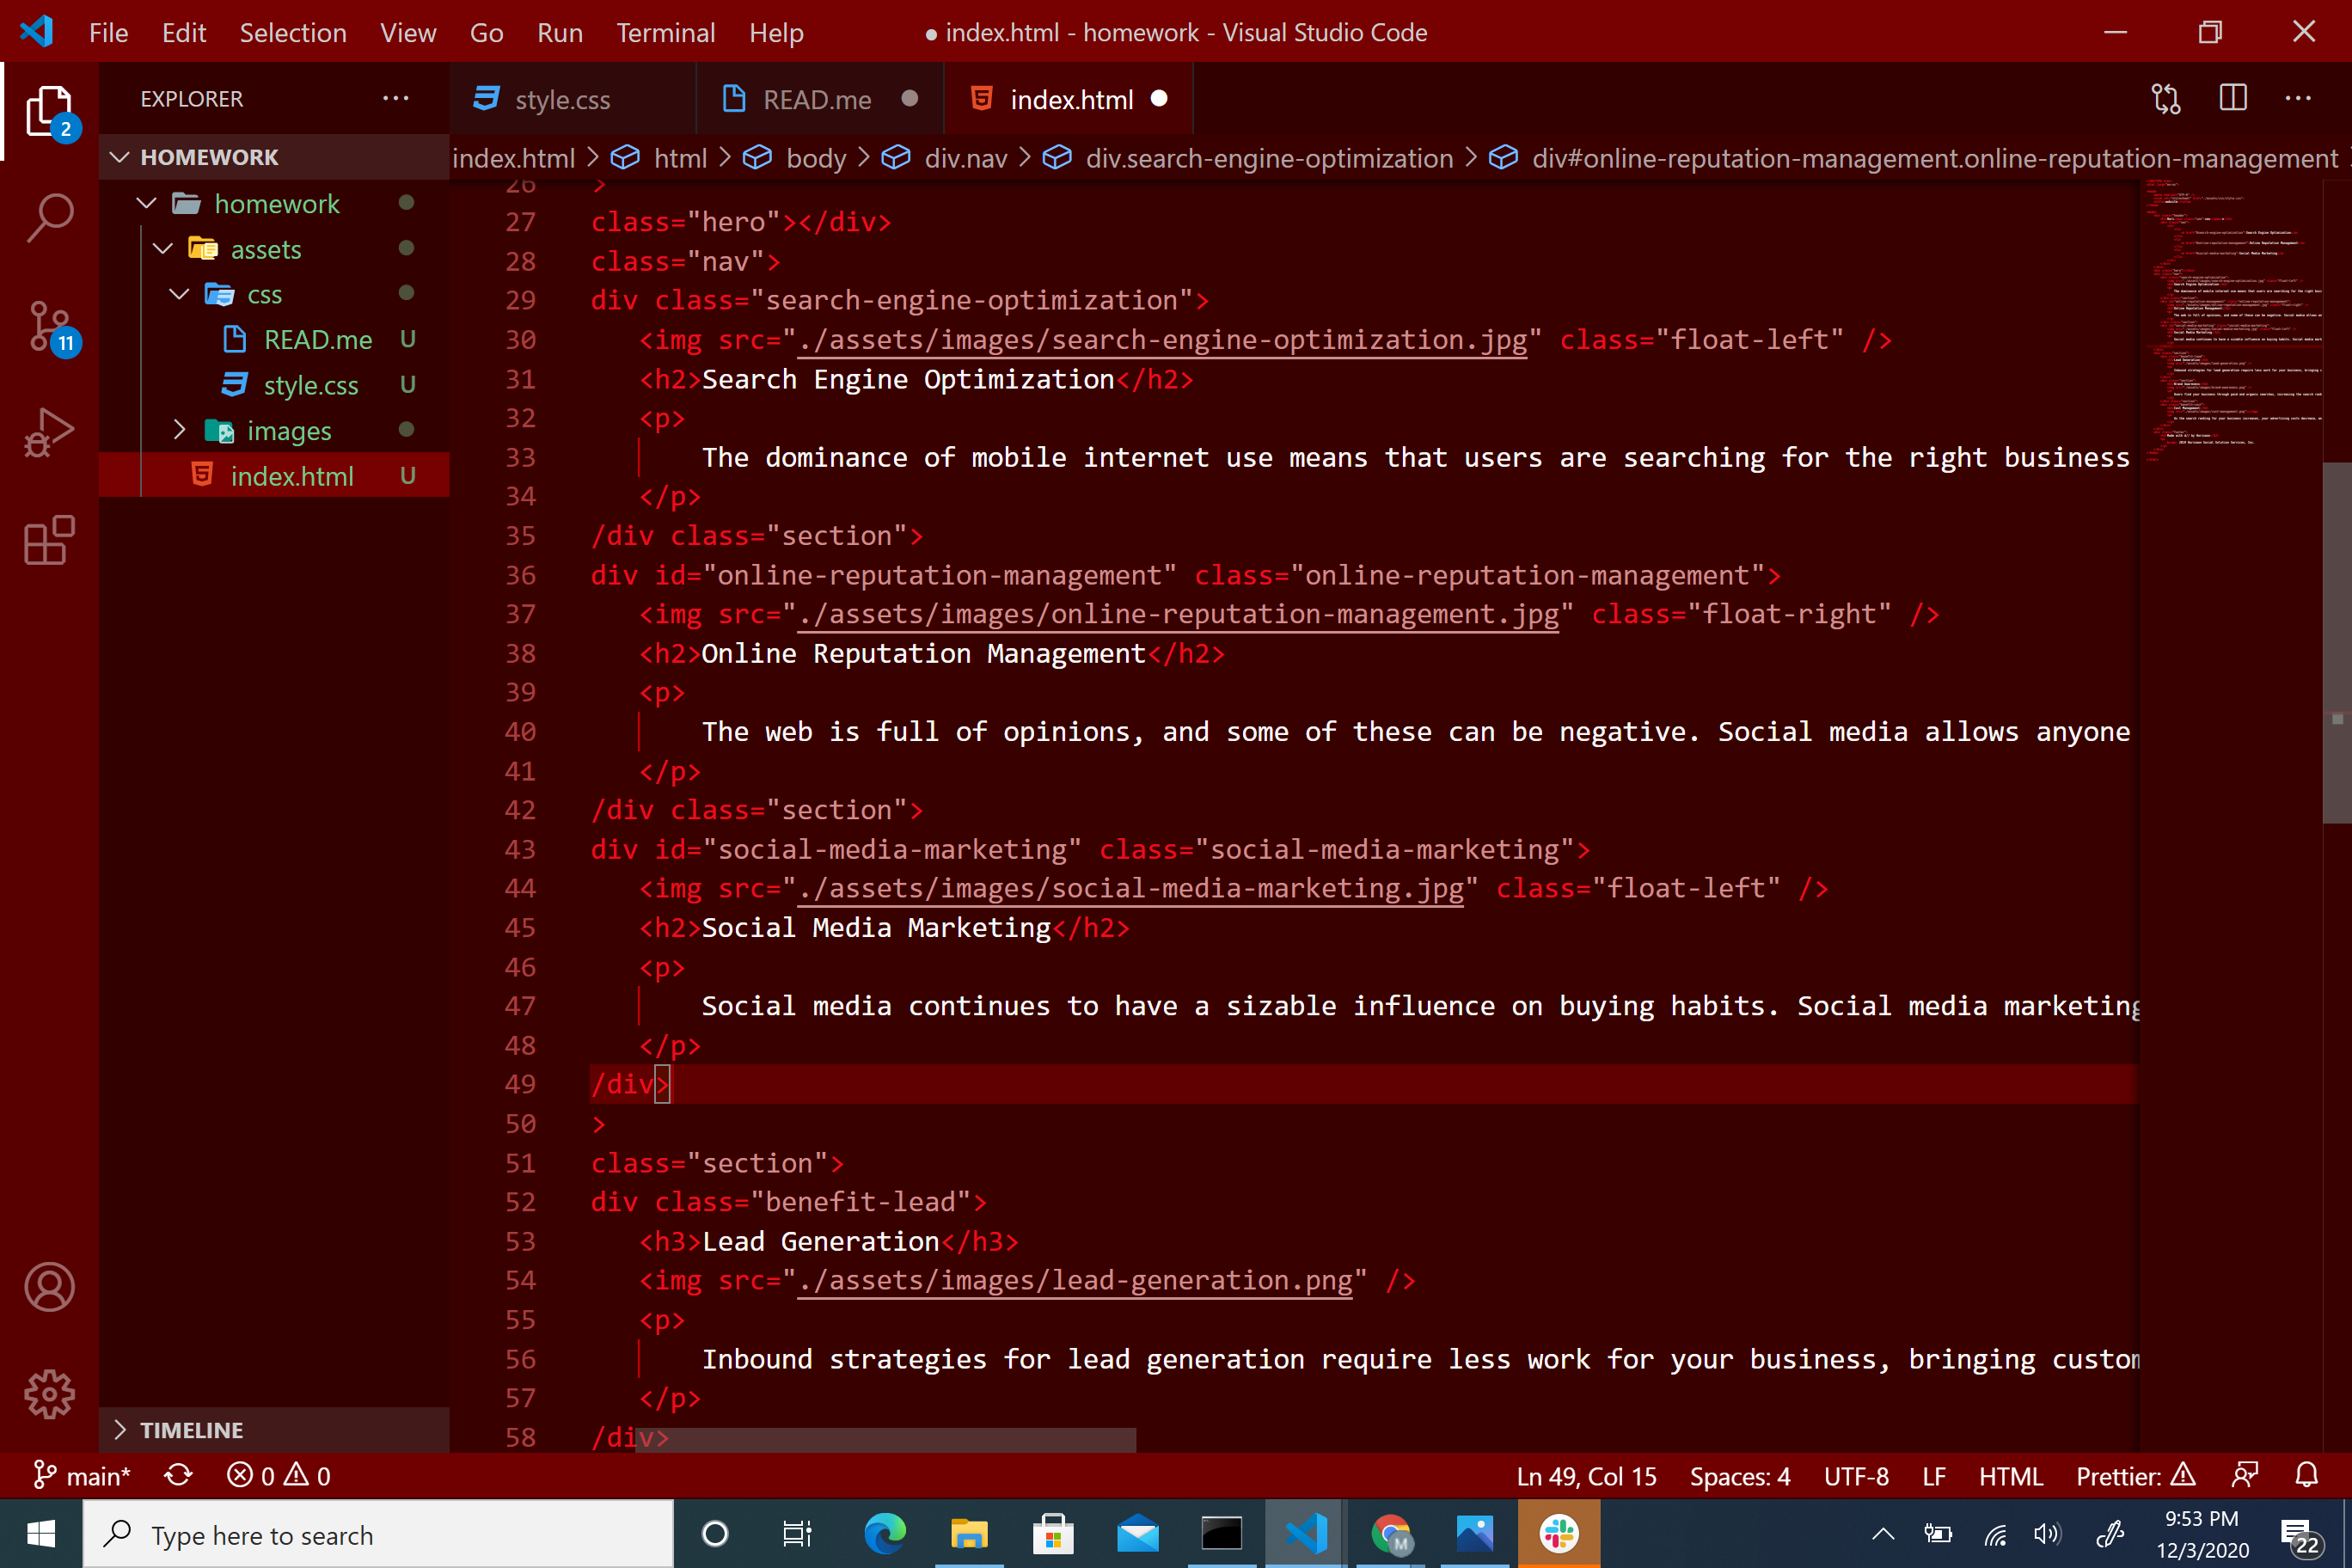 File Edit Selection View Go Run Terminal Help
● index.html - homework - Visual Studio Code
EXPLORER
style.css
READ.me
index.html
HOMEWORK
index.html > html > body > div.nav > div.search-engine-optimization > div#online-reputation-management.online-reputation-management
homework
assets
css
READ.me U
style.css U
images
index.html U
2
11
26 >
27 class="hero"></div>
28 class="nav">
29 div class="search-engine-optimization">
30 <img src="./assets/images/search-engine-optimization.jpg" class="float-left" />
31 <h2>Search Engine Optimization</h2>
32 <p>
33 The dominance of mobile internet use means that users are searching for the right business
34 </p>
35 /div class="section">
36 div id="online-reputation-management" class="online-reputation-management">
37 <img src="./assets/images/online-reputation-management.jpg" class="float-right" />
38 <h2>Online Reputation Management</h2>
39 <p>
40 The web is full of opinions, and some of these can be negative. Social media allows anyone
41 </p>
42 /div class="section">
43 div id="social-media-marketing" class="social-media-marketing">
44 <img src="./assets/images/social-media-marketing.jpg" class="float-left" />
45 <h2>Social Media Marketing</h2>
46 <p>
47 Social media continues to have a sizable influence on buying habits. Social media marketing
48 </p>
49 /div>
50 >
51 class="section">
52 div class="benefit-lead">
53 <h3>Lead Generation</h3>
54 <img src="./assets/images/lead-generation.png" />
55 <p>
56 Inbound strategies for lead generation require less work for your business, bringing custom
57 </p>
58 /div>
TIMELINE
main* 0 0
Ln 49, Col 15 Spaces: 4 UTF-8 LF HTML Prettier:
Type here to search
M
9:53 PM
12/3/2020
22